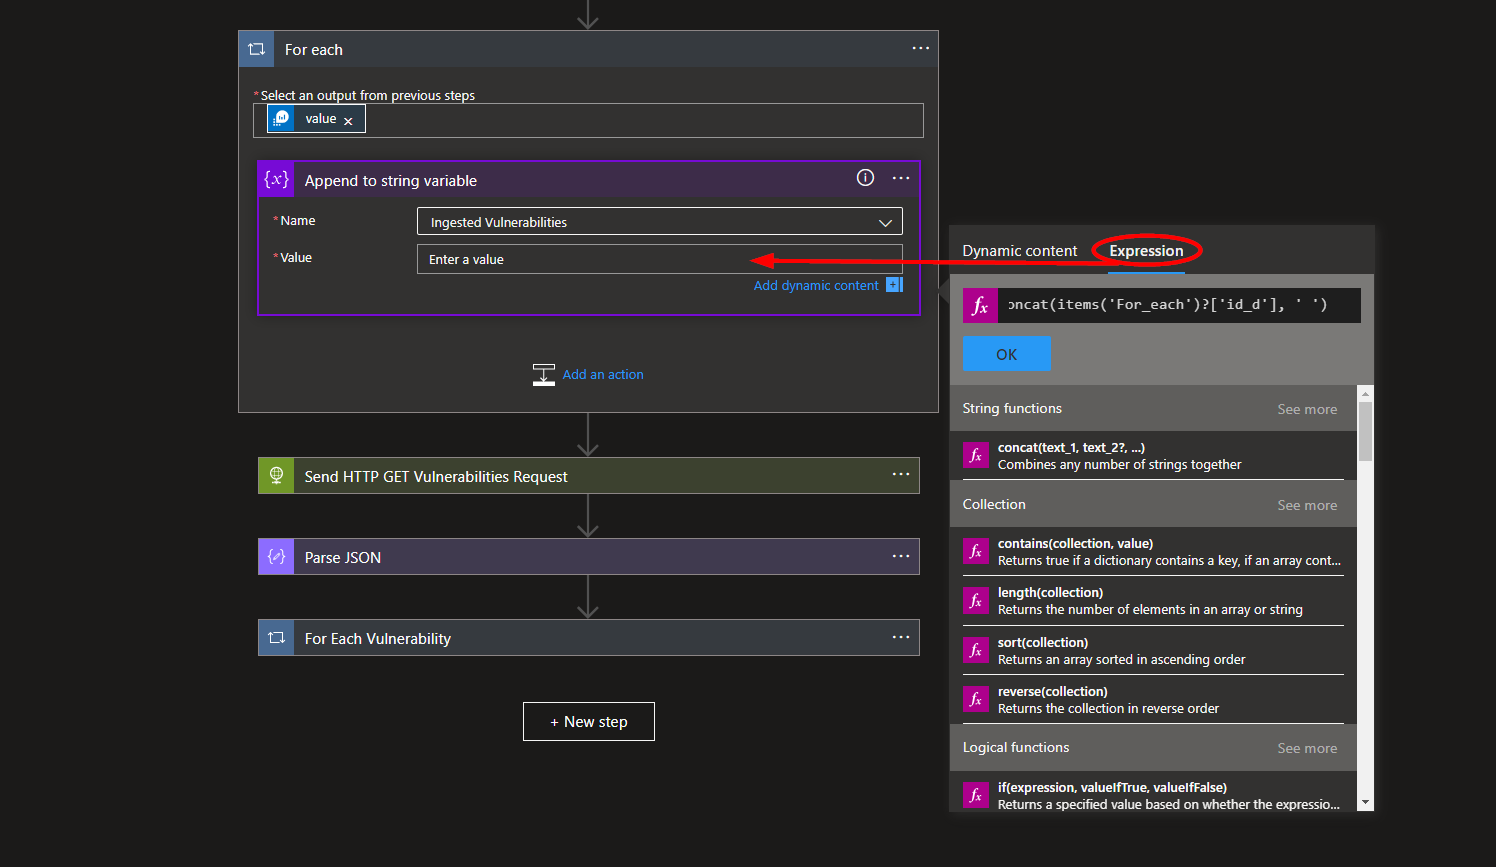 For each
* Select an output from previous steps
value ×
{x} Append to string variable
* Name
Ingested Vulnerabilities
* Value
Enter a value
Add dynamic content
Add an action
Send HTTP GET Vulnerabilities Request
Parse JSON
For Each Vulnerability
+ New step
Dynamic content Expression
fx oncat(items('For_each')?['id_d'], ' ')
OK
String functions See more
fx concat(text_1, text_2?, ...)
Combines any number of strings together
Collection See more
fx contains(collection, value)
Returns true if a dictionary contains a key, if an array cont...
fx length(collection)
Returns the number of elements in an array or string
fx sort(collection)
Returns an array sorted in ascending order
fx reverse(collection)
Returns the collection in reverse order
Logical functions See more
fx if(expression, valueIfTrue, valueIfFalse)
Returns a specified value based on whether the expressio...